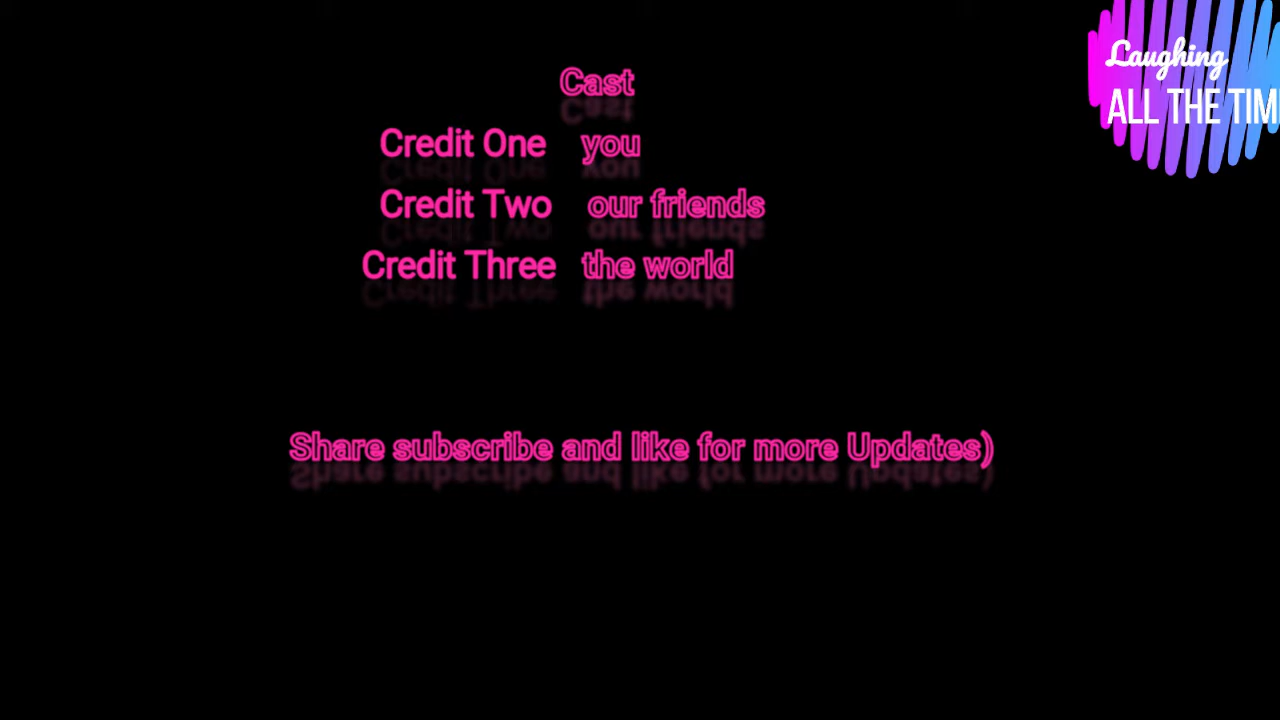 Cast
Credit One you
Credit Two our friends
Credit Three the world
Share subscribe and like for more Updates)
Laughing
ALL THE TIM